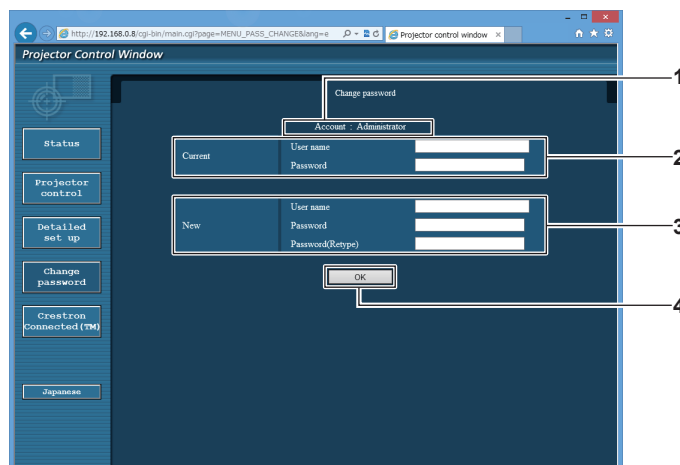 http://192.168.0.8/cgi-bin/main.cgi?page=MENU_PASS_CHANGE&lang=e
Projector control window
Projector Control Window
Change password
1
Account : Administrator
Current
User name
Password
2
New
User name
Password
Password(Retype)
3
OK
4
Status
Projector
control
Detailed
set up
Change
password
Crestron
Connected(TM)
Japanese